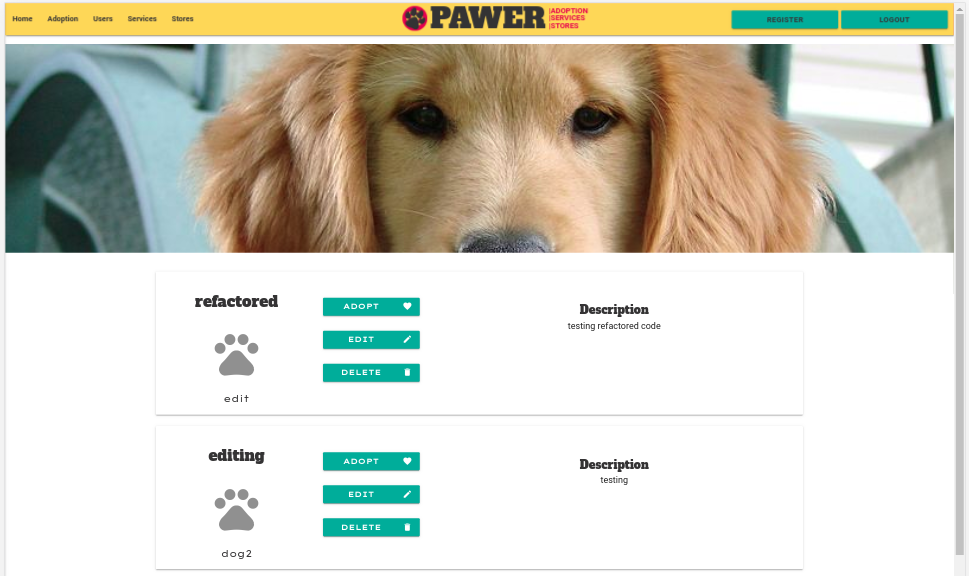 Home Adoption Users Services Stores
PAWER
ADOPTION
SERVICES
STORES
REGISTER LOGOUT
refactored
edit
ADOPT
EDIT
DELETE
Description
testing refactored code
editing
dog2
ADOPT
EDIT
DELETE
Description
testing